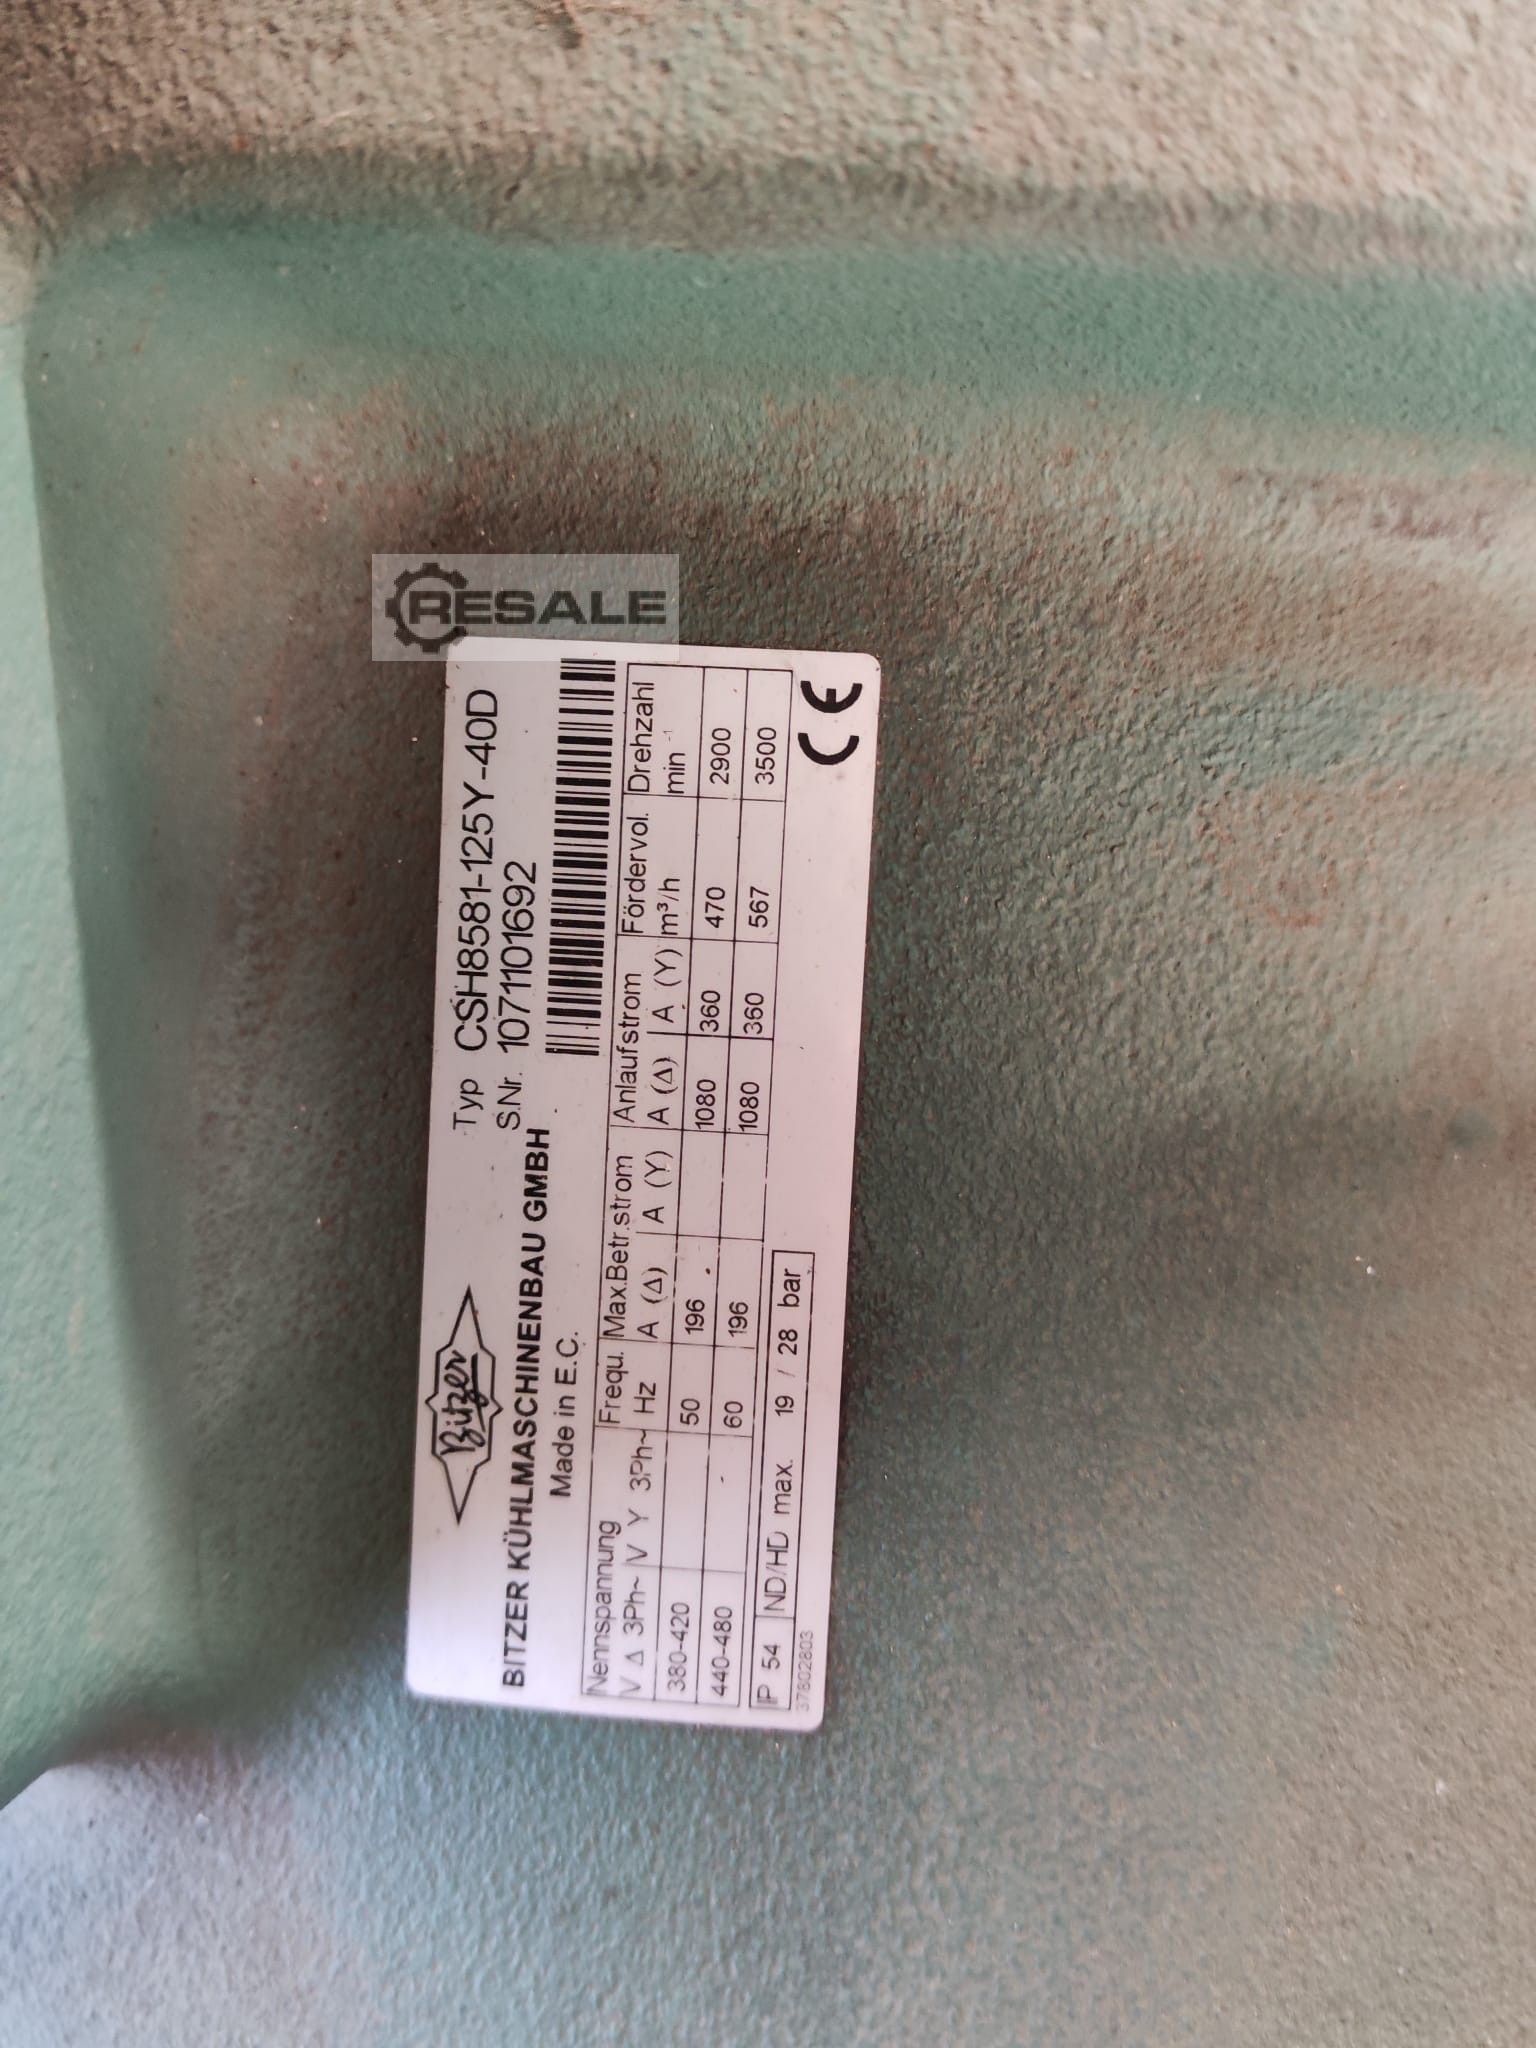 RESALE
Bitzer
Typ CSH8581-125Y-40D
S.Nr. 1071101692
BITZER KÜHLMASCHINENBAU GMBH
Made in E.C.
Nennspannung Frequ. Max.Betr.strom Anlaufstrom Fördervol. Drehzahl
V Δ 3Ph~ V Y 3Ph~ Hz A (Δ) A (Y) A (Δ) A (Y) m³/h min⁻¹
380-420 50 196 1080 360 470 2900
440-480 60 196 1080 360 567 3500
IP 54 ND/HD max. 19 / 28 bar
37802803
CE